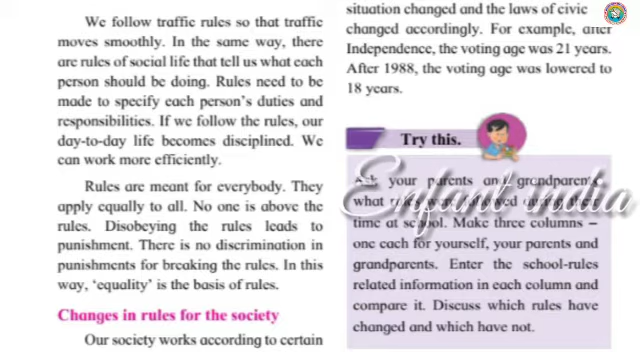 We follow traffic rules so that traffic
moves smoothly. In the same way, there
are rules of social life that tell us what each
person should be doing. Rules need to be
made to specify each person's duties and
responsibilities. If we follow the rules, our
day-to-day life becomes disciplined. We
can work more efficiently.
Rules are meant for everybody. They
apply equally to all. No one is above the
rules. Disobeying the rules leads to
punishment. There is no discrimination in
punishments for breaking the rules. In this
way, 'equality' is the basis of rules.
Changes in rules for the society
Our society works according to certain
situation changed and the laws of civic
changed accordingly. For example, after
Independence, the voting age was 21 years.
After 1988, the voting age was lowered to
18 years.
Try this.
Ask your parents and grandparents,
what rules were followed during their
time at school. Make three columns –
one each for yourself, your parents and
grandparents. Enter the school-rules
related information in each column and
compare it. Discuss which rules have
changed and which have not.
Enfant india